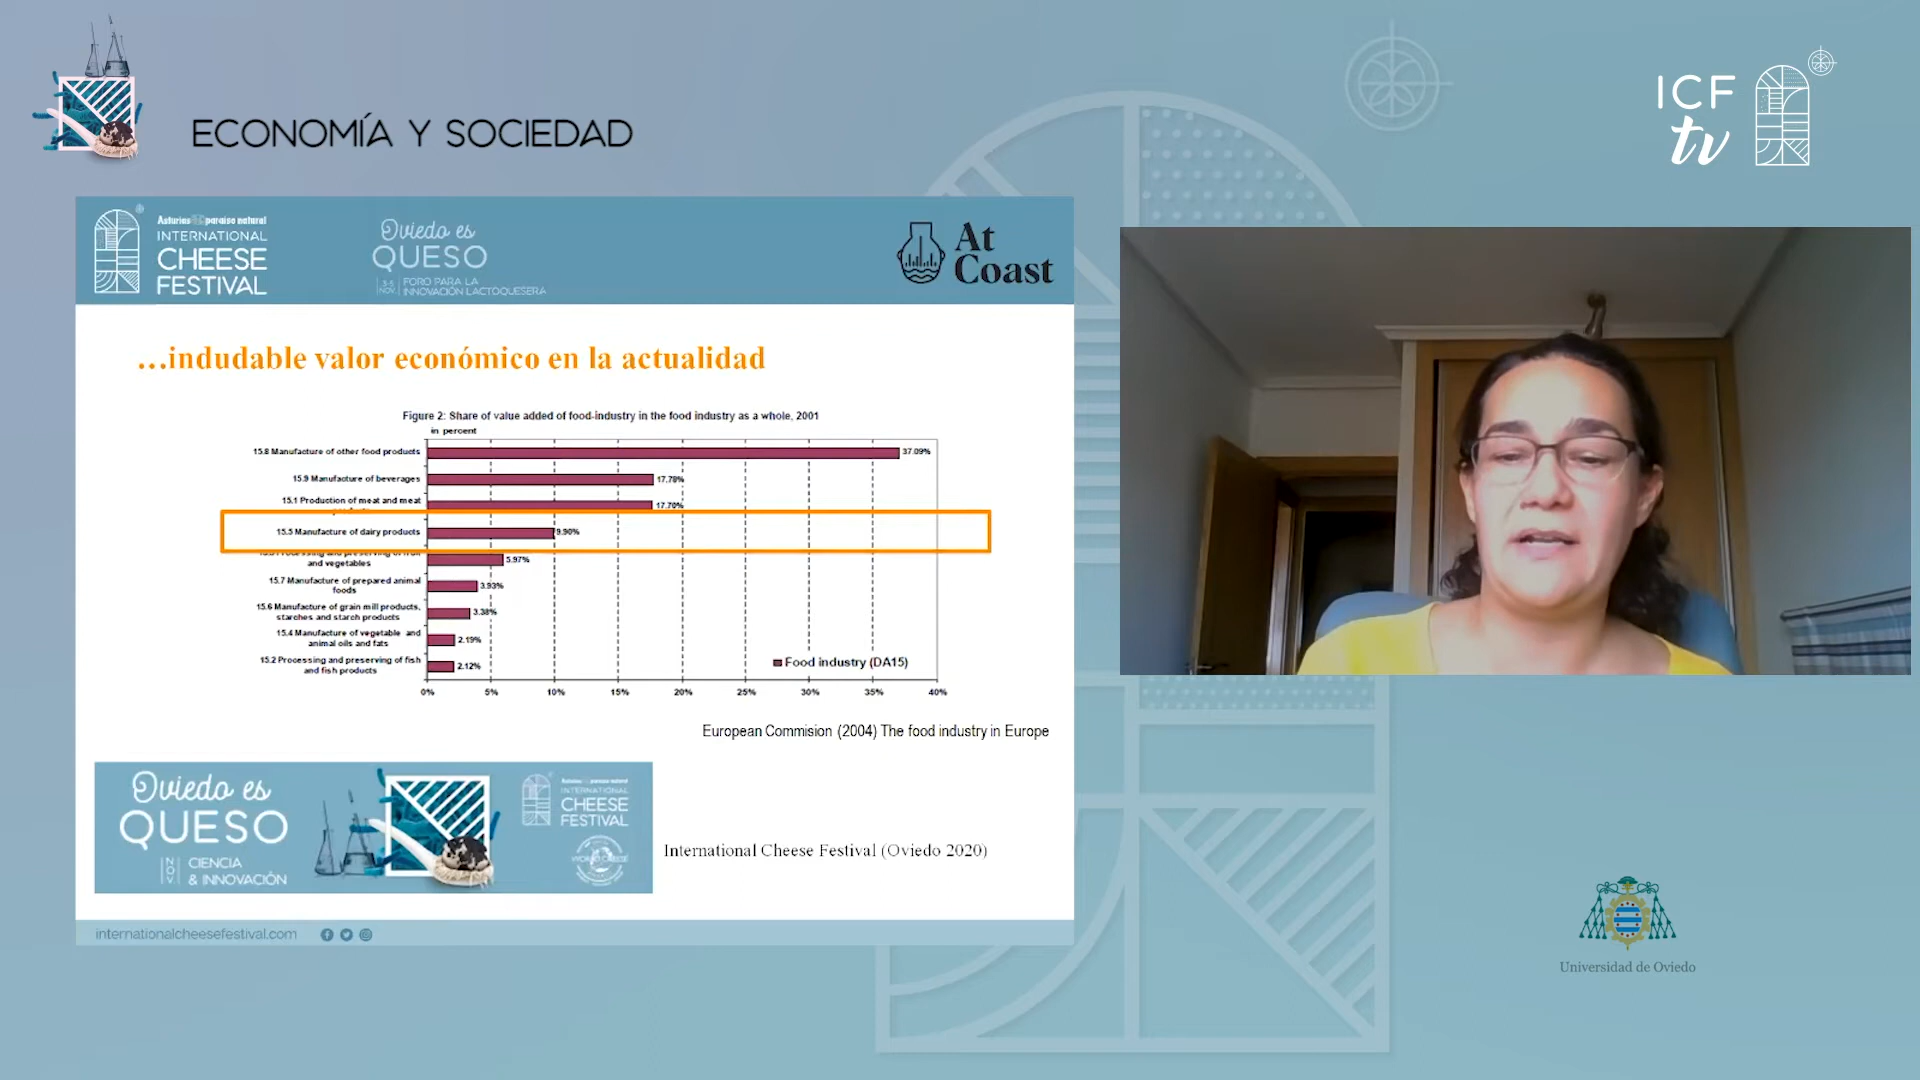 ECONOMÍA Y SOCIEDAD
ICF
tv
Asturias paraíso natural
INTERNATIONAL
CHEESE
FESTIVAL
Oviedo es
QUESO
3-5
NOV
FORO PARA LA
INNOVACIÓN LACTOQUESERA
At
Coast
...indudable valor económico en la actualidad
Figure 2: Share of value added of food-industry in the food industry as a whole, 2001
in percent
15.8 Manufacture of other food products 37.09%
15.9 Manufacture of beverages 17.78%
15.1 Production of meat and meat
17.70%
15.5 Manufacture of dairy products 9.90%
and vegetables 5.97%
15.7 Manufacture of prepared animal
foods 3.93%
15.6 Manufacture of grain mill products,
starches and starch products 3.38%
15.4 Manufacture of vegetable and
animal oils and fats 2.19%
15.2 Processing and preserving of fish
and fish products 2.12%
Food industry (DA15)
0% 5% 10% 15% 20% 25% 30% 35% 40%
European Commision (2004) The food industry in Europe
Oviedo es
QUESO
NOV
CIENCIA
& INNOVACIÓN
INTERNATIONAL
CHEESE
FESTIVAL
WORLD CHEESE
International Cheese Festival (Oviedo 2020)
internationalcheesefestival.com
Universidad de Oviedo